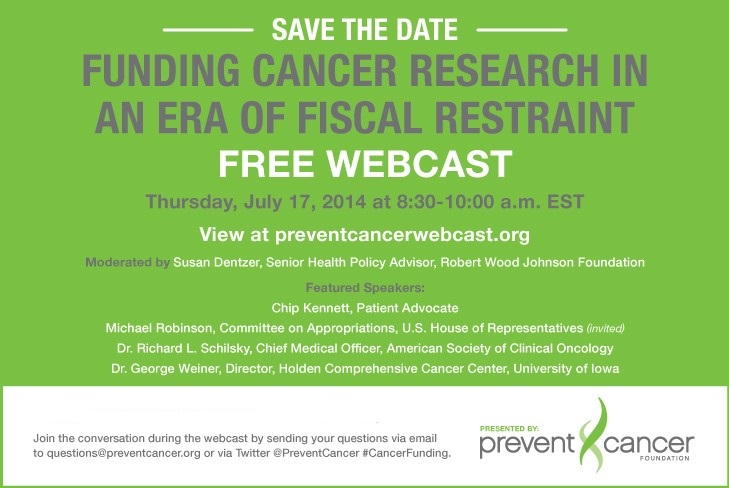 SAVE THE DATE
FUNDING CANCER RESEARCH IN
AN ERA OF FISCAL RESTRAINT
FREE WEBCAST
Thursday, July 17, 2014 at 8:30-10:00 a.m. EST
View at preventcancerwebcast.org
Moderated by Susan Dentzer, Senior Health Policy Advisor, Robert Wood Johnson Foundation
Featured Speakers:
Chip Kennett, Patient Advocate
Michael Robinson, Committee on Appropriations, U.S. House of Representatives (invited)
Dr. Richard L. Schilsky, Chief Medical Officer, American Society of Clinical Oncology
Dr. George Weiner, Director, Holden Comprehensive Cancer Center, University of Iowa
Join the conversation during the webcast by sending your questions via email
to questions@preventcancer.org or via Twitter @PreventCancer #CancerFunding.
PRESENTED BY:
prevent cancer
FOUNDATION